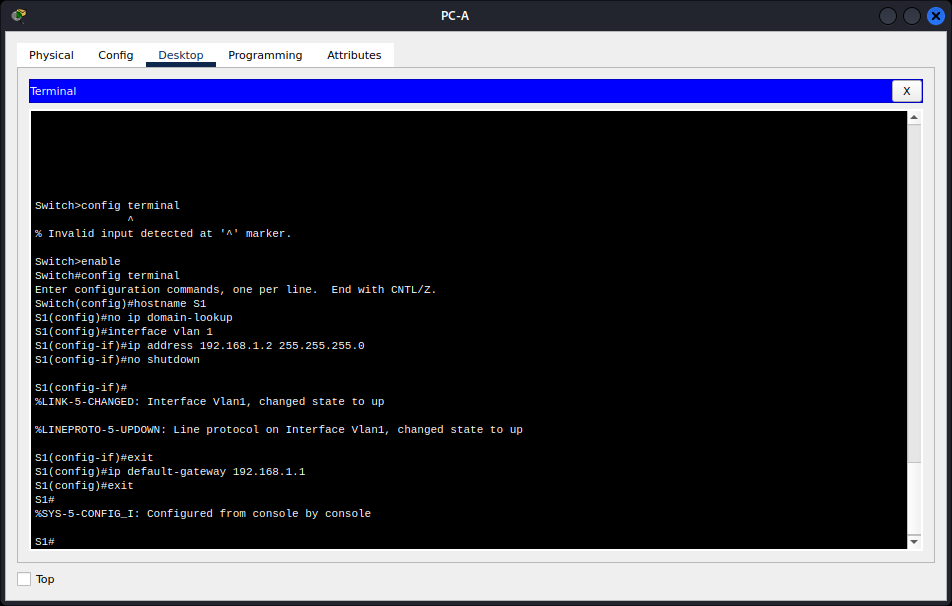 PC-A
Physical Config Desktop Programming Attributes
Terminal
X
Switch>config terminal
^
% Invalid input detected at '^' marker.
Switch>enable
Switch#config terminal
Enter configuration commands, one per line.  End with CNTL/Z.
Switch(config)#hostname S1
S1(config)#no ip domain-lookup
S1(config)#interface vlan 1
S1(config-if)#ip address 192.168.1.2 255.255.255.0
S1(config-if)#no shutdown
S1(config-if)#
%LINK-5-CHANGED: Interface Vlan1, changed state to up
%LINEPROTO-5-UPDOWN: Line protocol on Interface Vlan1, changed state to up
S1(config-if)#exit
S1(config)#ip default-gateway 192.168.1.1
S1(config)#exit
S1#
%SYS-5-CONFIG_I: Configured from console by console
S1#
Top